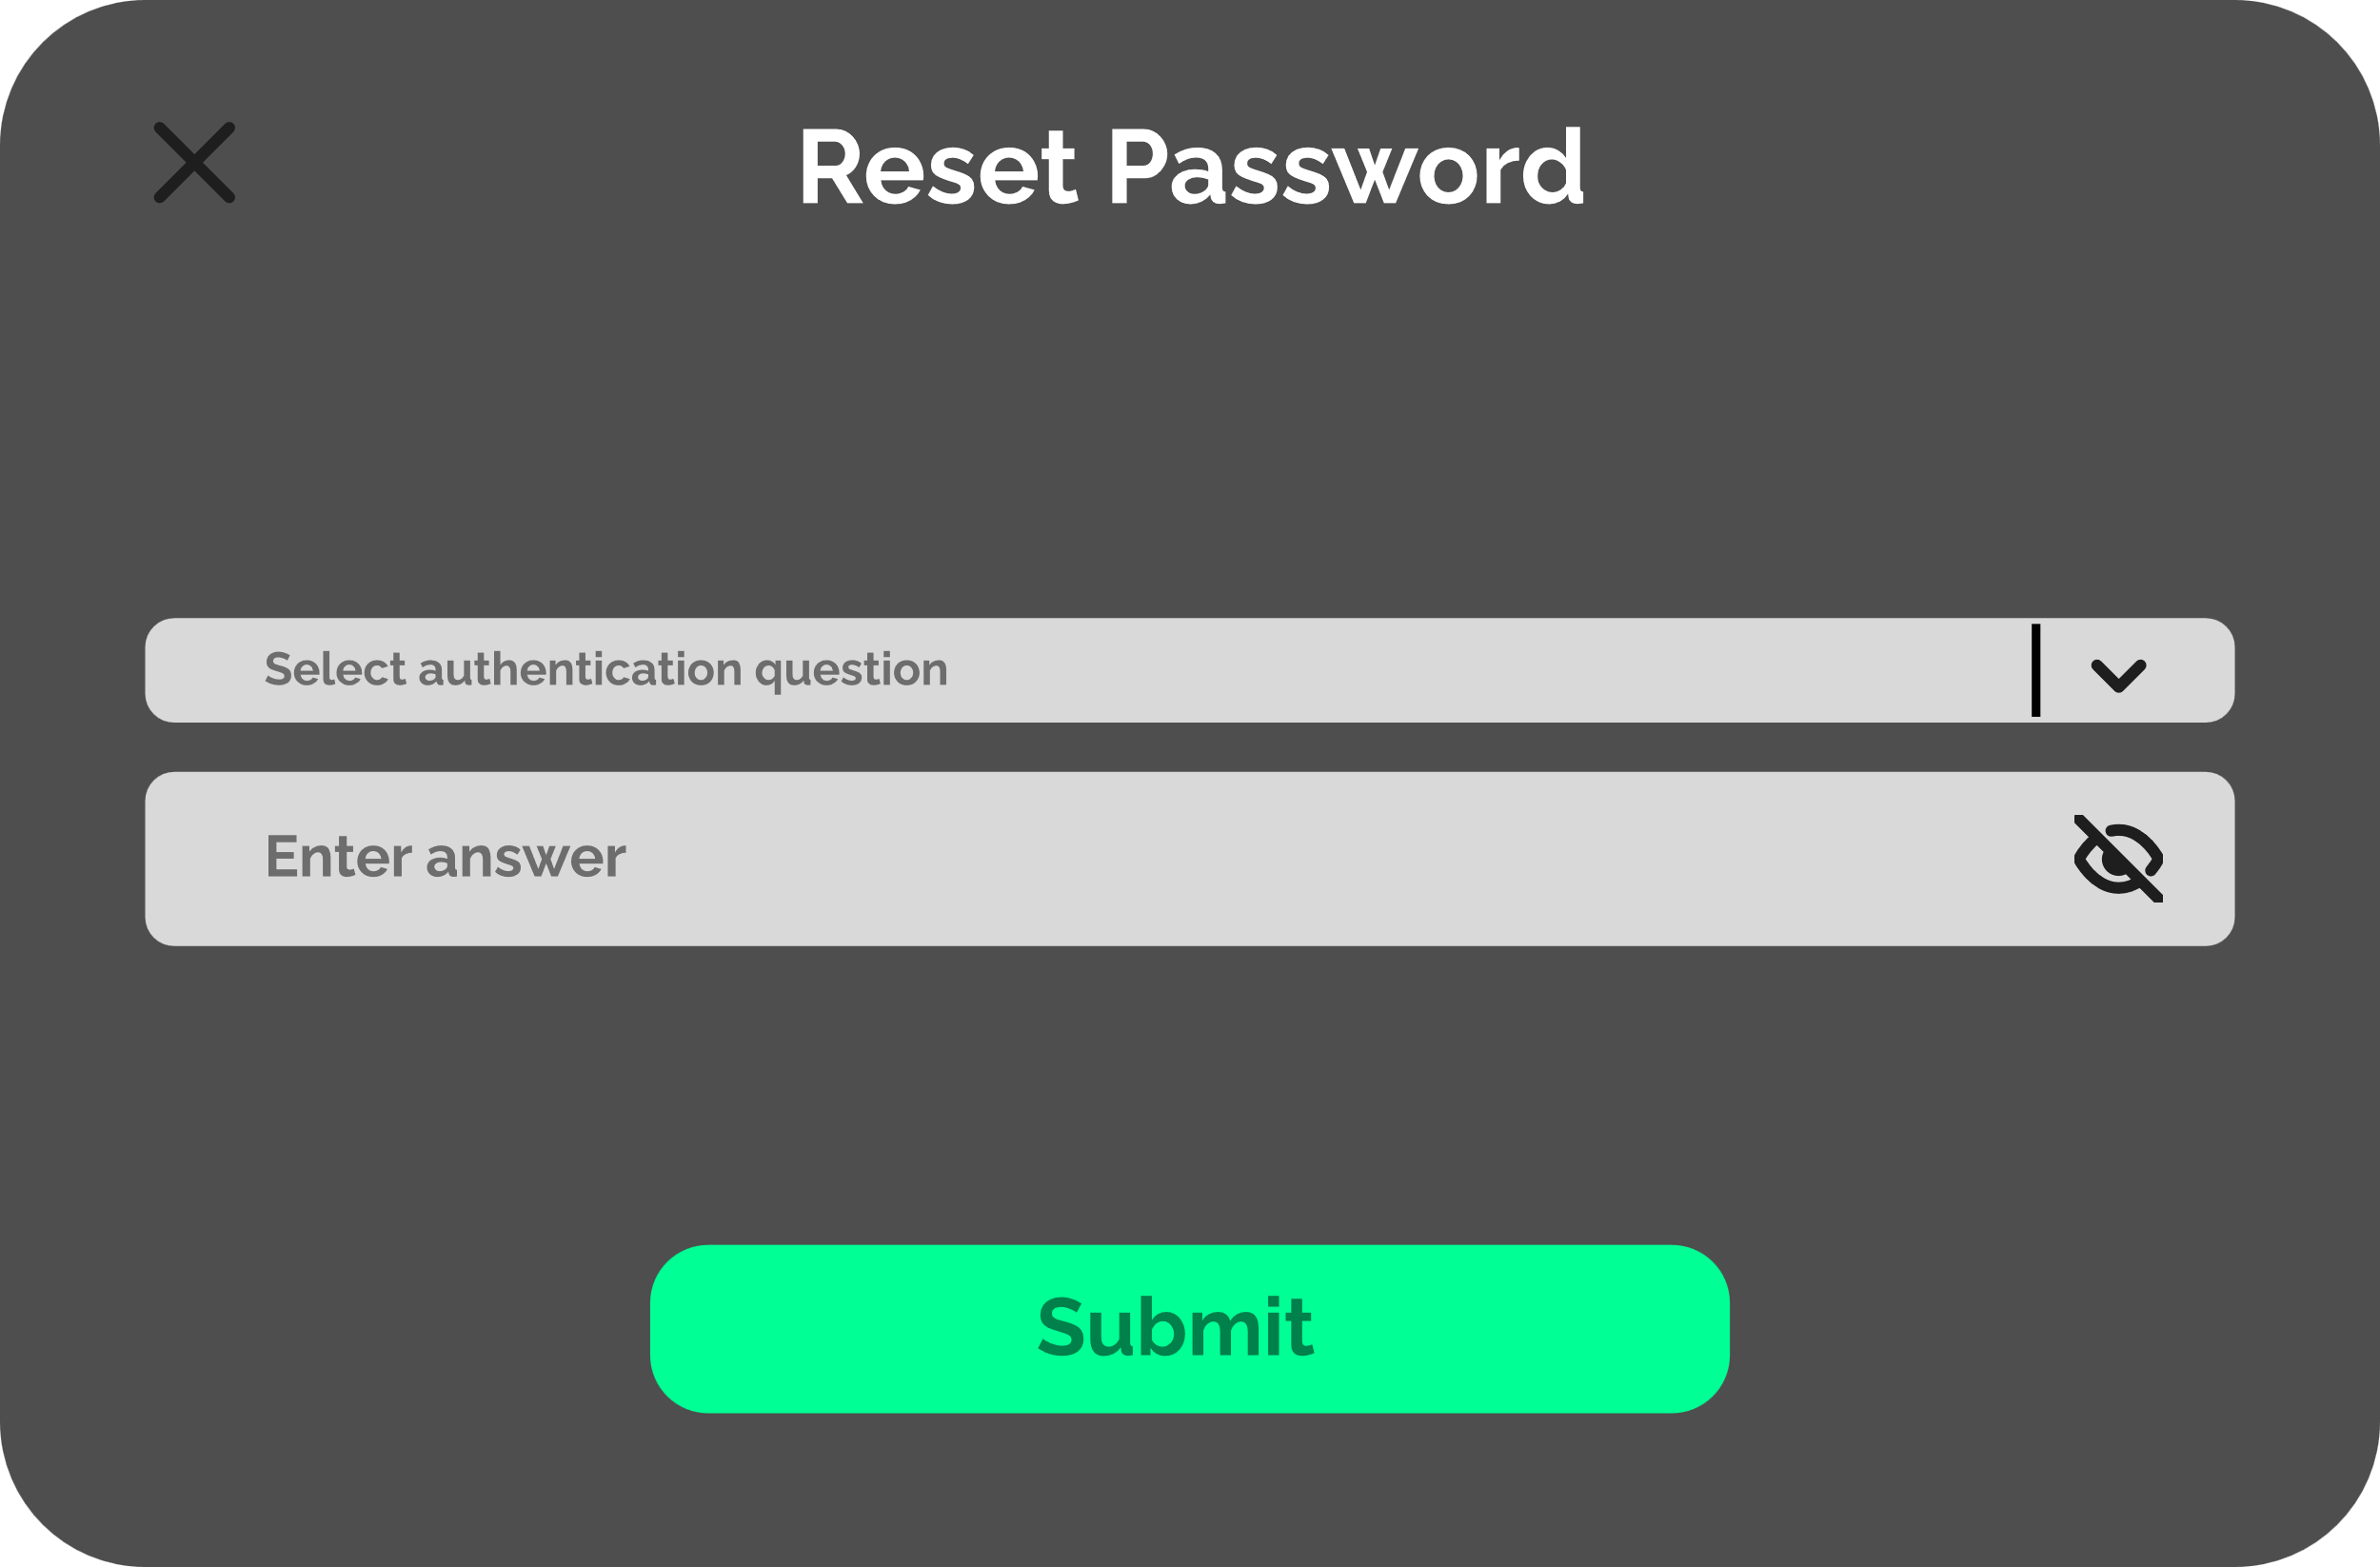 Reset Password
Select authentication question
Enter answer
Submit